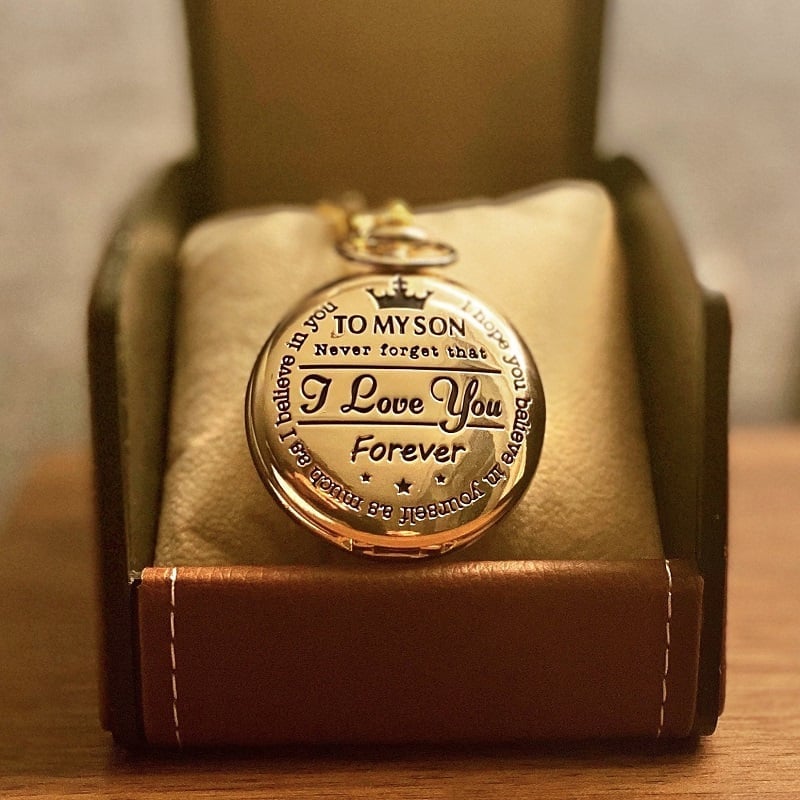 TO MY SON
Never forget that
I Love You
Forever
I hope you believe in yourself as much as I believe in you